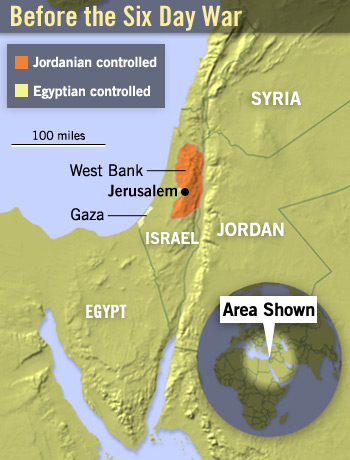 Before the Six Day War
Jordanian controlled
Egyptian controlled
100 miles
SYRIA
West Bank
Jerusalem
Gaza
ISRAEL
JORDAN
EGYPT
Area Shown